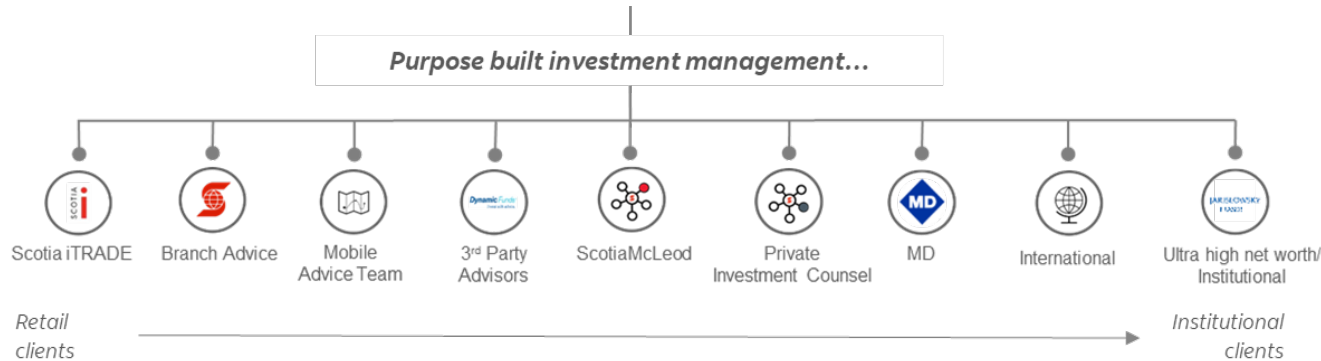 Purpose built investment management...
SCOTIA i
Dynamic Funds
MD
JARISLOWSKY
FRASER
Scotia iTRADE
Branch Advice
Mobile
Advice Team
3rd Party
Advisors
ScotiaMcLeod
Private
Investment Counsel
MD
International
Ultra high net worth/
Institutional
Retail
clients
Institutional
clients